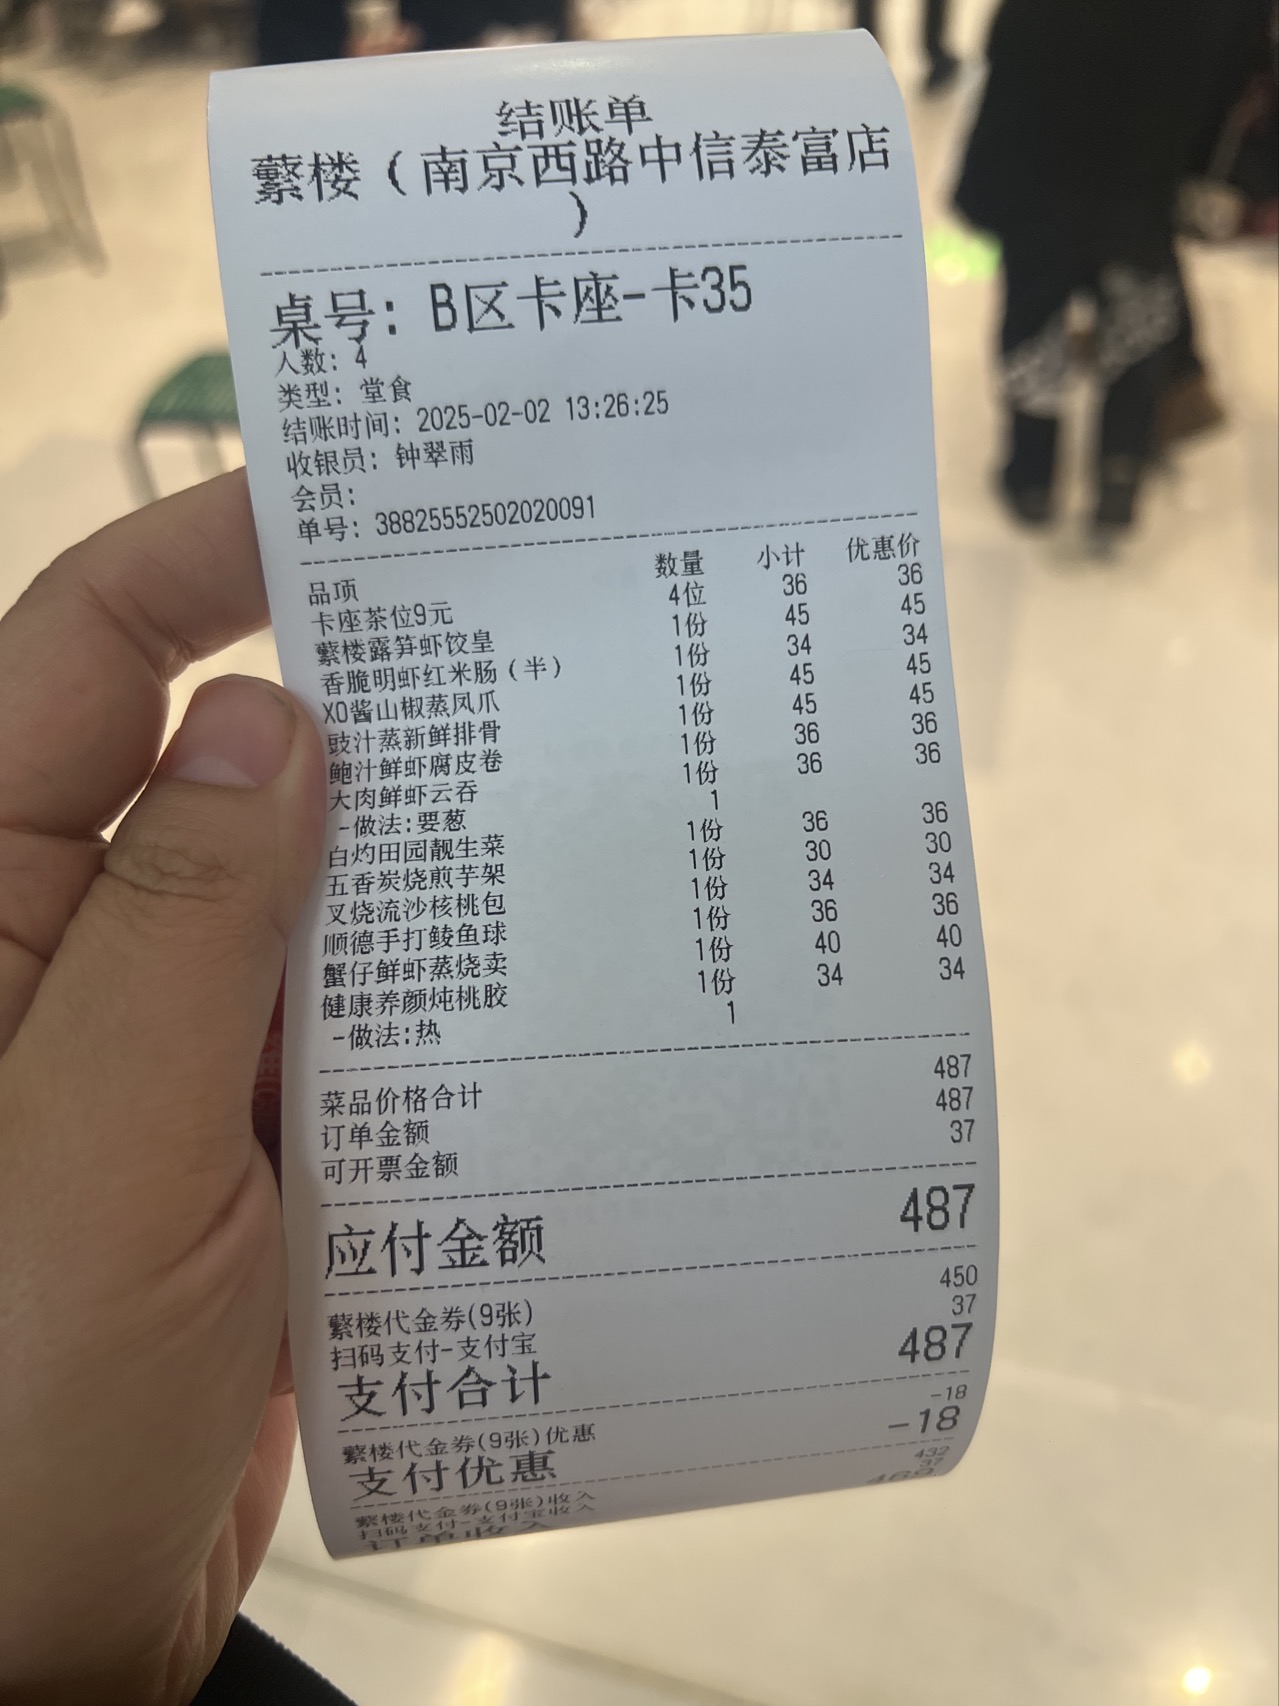 结账单
蘩楼（南京西路中信泰富店
）
桌号：B区卡座-卡35
人数：4
类型：堂食
结账时间：2025-02-02 13:26:25
收银员：钟翠雨
会员：
单号：38825552502020091
品项 数量 小计 优惠价
卡座茶位9元 4位 36 36
蘩楼露笋虾饺皇 1份 45 45
香脆明虾红米肠（半） 1份 34 34
XO酱山椒蒸凤爪 1份 45 45
豉汁蒸新鲜排骨 1份 45 45
鲍汁鲜虾腐皮卷 1份 36 36
大肉鲜虾云吞 1份 36 36
-做法:要葱 1
白灼田园靓生菜 1份 36 36
五香炭烧煎芋架 1份 30 30
叉烧流沙核桃包 1份 34 34
顺德手打鲮鱼球 1份 36 36
蟹仔鲜虾蒸烧卖 1份 40 40
健康养颜炖桃胶 1份 34 34
-做法:热 1
菜品价格合计 487
订单金额 487
可开票金额 37
应付金额 487
蘩楼代金券(9张) 450
扫码支付-支付宝 37
支付合计 487
蘩楼代金券(9张)优惠 -18
支付优惠 -18
蘩楼代金券(9张)收入 432
扫码支付-支付宝收入 37
订单收入 469